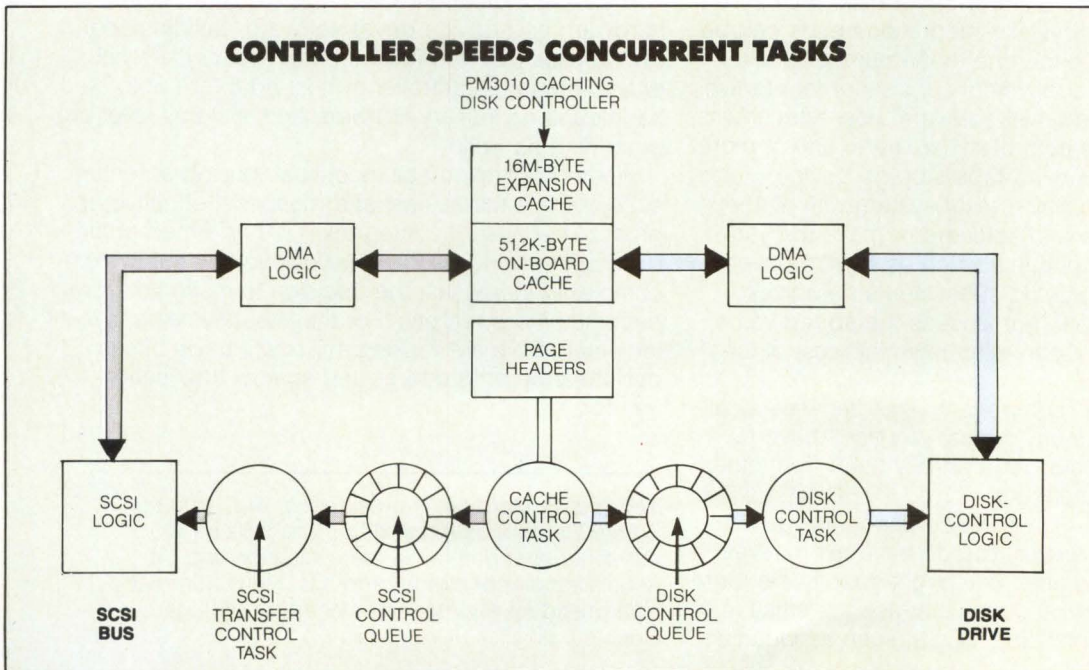 CONTROLLER SPEEDS CONCURRENT TASKS
PM3010 CACHING
DISK CONTROLLER
16M-BYTE
EXPANSION
CACHE
512K-BYTE
ON-BOARD
CACHE
DMA
LOGIC
DMA
LOGIC
PAGE
HEADERS
SCSI
LOGIC
CACHE
CONTROL
TASK
DISK
CONTROL
TASK
DISK-
CONTROL
LOGIC
SCSI
BUS
SCSI
TRANSFER
CONTROL
TASK
SCSI
CONTROL
QUEUE
DISK
CONTROL
QUEUE
DISK
DRIVE